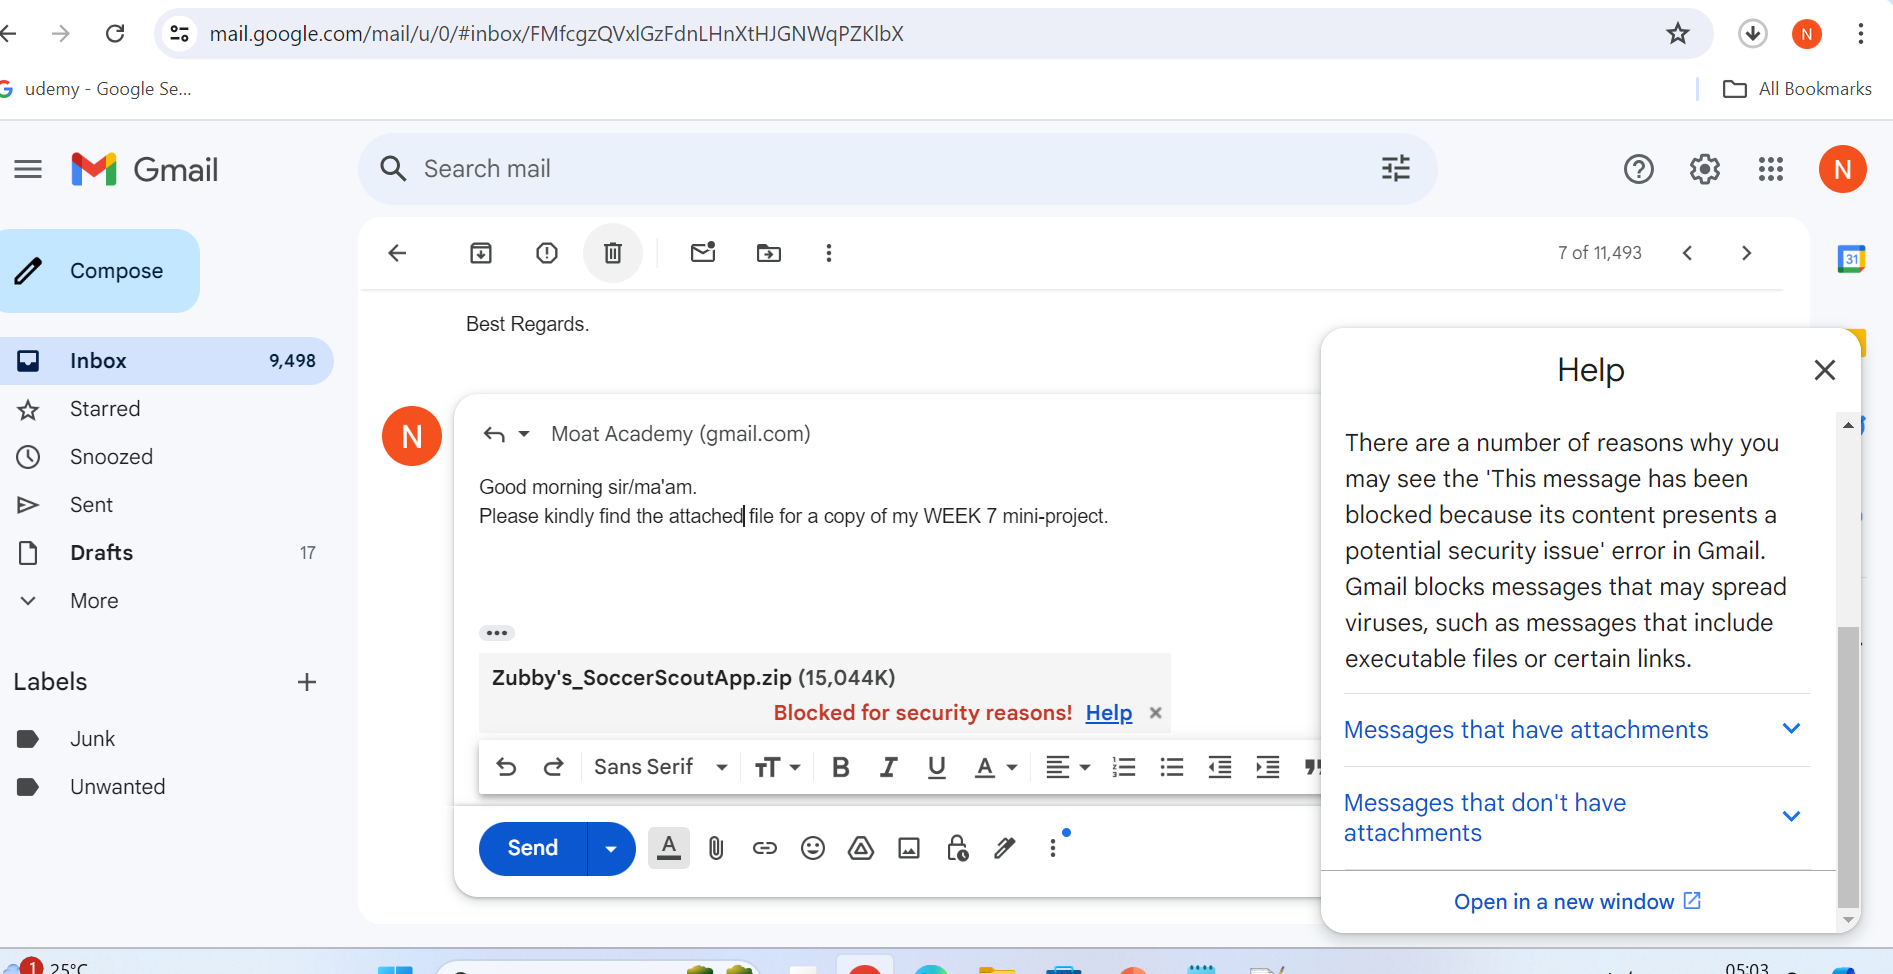 mail.google.com/mail/u/0/#inbox/FMfcgzQVxlGzFdnLHnXtHJGNWqPZKlbX
N
udemy - Google Se...
All Bookmarks
Gmail
Search mail
N
Compose
7 of 11,493
31
Best Regards.
Inbox 9,498
Starred
Snoozed
Sent
Drafts 17
More
Labels
Junk
Unwanted
N
Moat Academy (gmail.com)
Good morning sir/ma'am.
Please kindly find the attached file for a copy of my WEEK 7 mini-project.
Zubby's_SoccerScoutApp.zip (15,044K)
Blocked for security reasons! Help
Sans Serif
Send
Help
There are a number of reasons why you
may see the 'This message has been
blocked because its content presents a
potential security issue' error in Gmail.
Gmail blocks messages that may spread
viruses, such as messages that include
executable files or certain links.
Messages that have attachments
Messages that don't have
attachments
Open in a new window
1
25°C
05:03